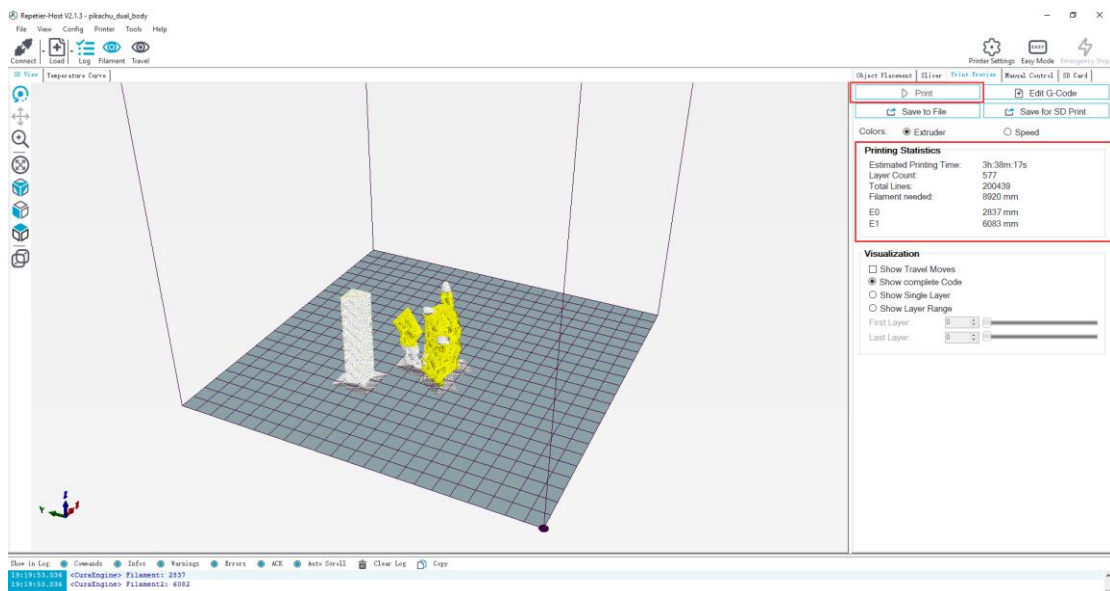 Repetier-Host V2.1.3 - pikachu_dual_body
File View Config Printer Tools Help
Connect Load Log Filament Travel Printer Settings Easy Mode Emergency Stop
EASY
3D View Temperature Curve
Object Placement Slicer Print Preview Manual Control SD Card
Print Edit G-Code
Save to File Save for SD Print
Colors: Extruder Speed
Printing Statistics
Estimated Printing Time: 3h:38m:17s
Layer Count: 577
Total Lines: 200439
Filament needed: 8920 mm
E0 2837 mm
E1 6083 mm
Visualization
Show Travel Moves
Show complete Code
Show Single Layer
Show Layer Range
First Layer: 0
Last Layer: 0
Z
Y
Show in Log: Commands Infos Warnings Errors ACK Auto Scroll Clear Log Copy
19:19:53.036 <CuraEngine> Filament: 2837
19:19:53.036 <CuraEngine> Filament2: 6082